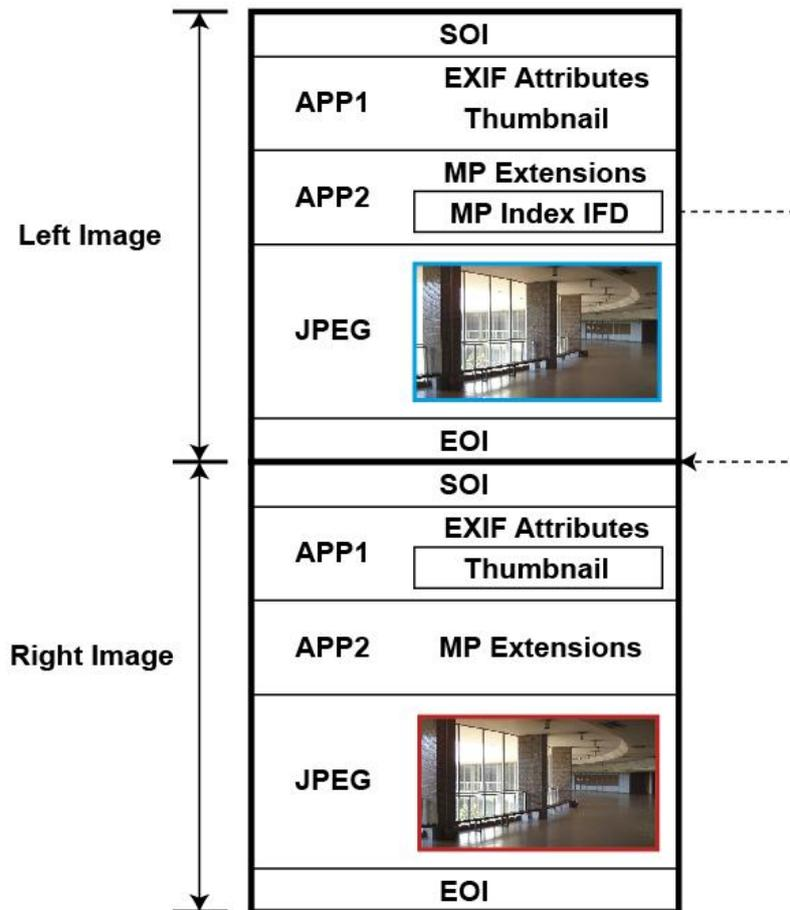 SOI
APP1
EXIF Attributes
Thumbnail
APP2
MP Extensions
MP Index IFD
Left Image
JPEG
EOI
SOI
APP1
EXIF Attributes
Thumbnail
APP2
MP Extensions
Right Image
JPEG
EOI